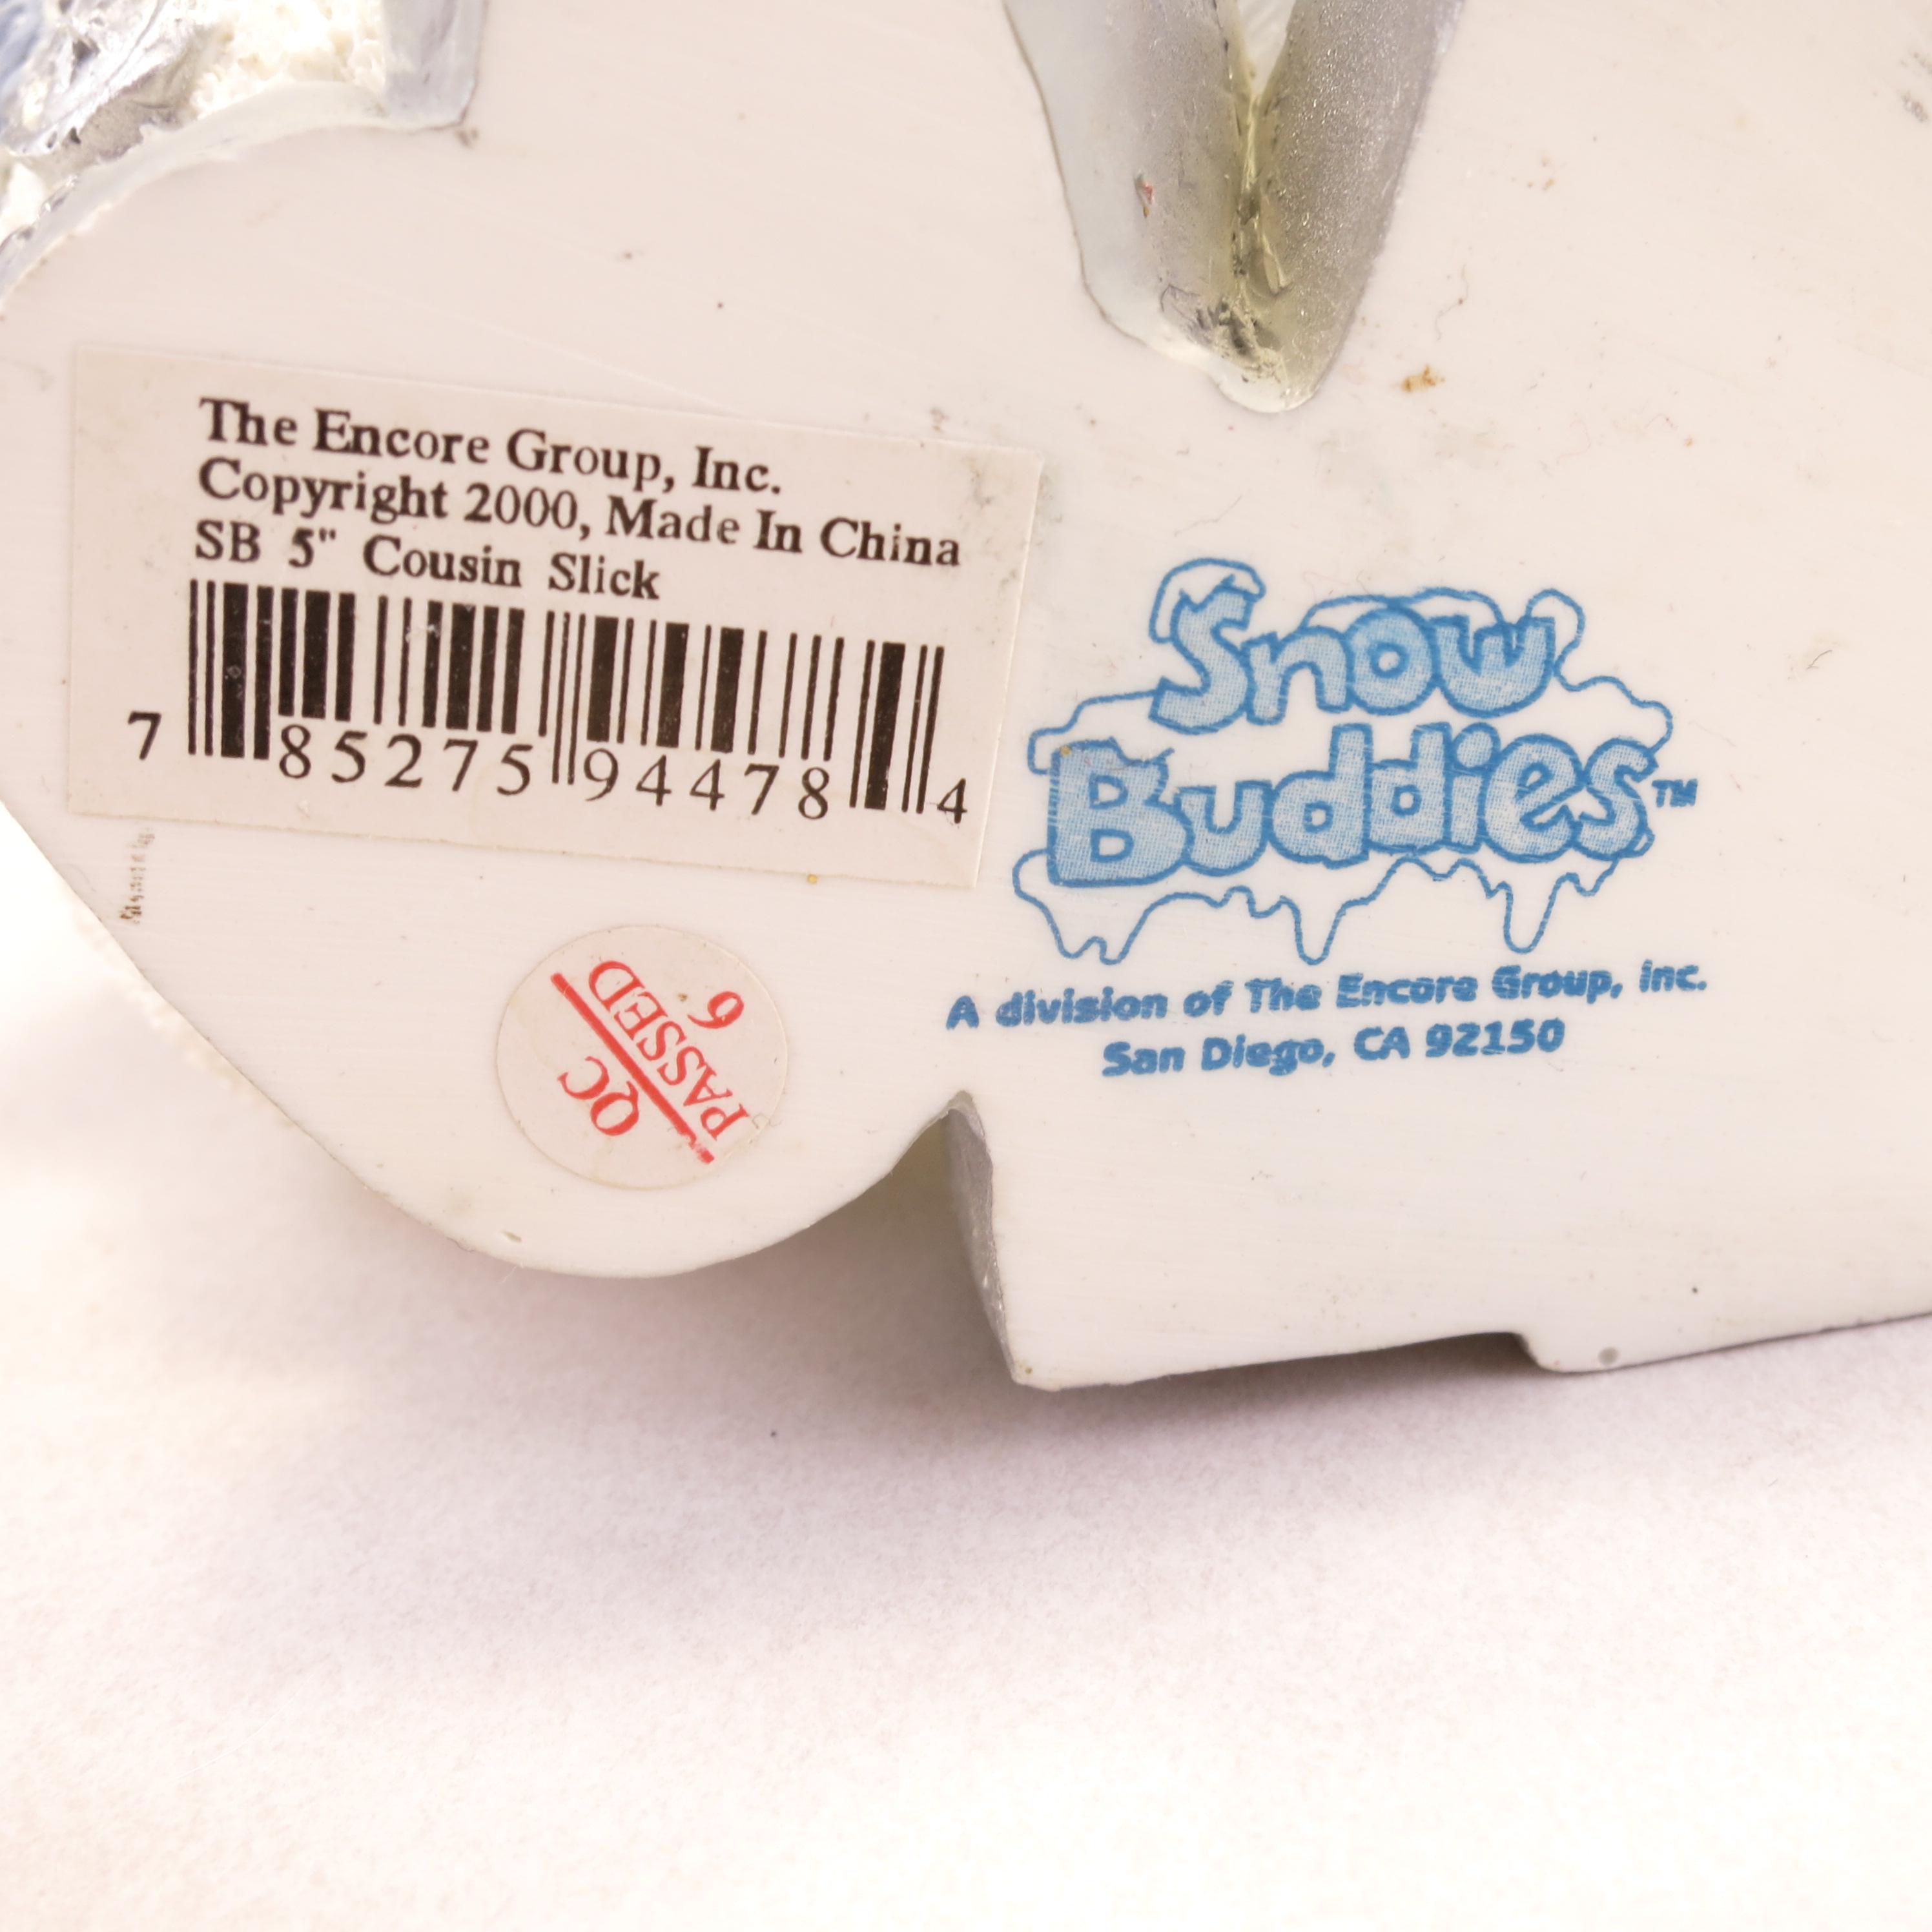 The Encore Group, Inc.
Copyright 2000, Made In China
SB 5" Cousin Slick
7 85275 94478 4
Snow
Buddies™
A division of The Encore Group, Inc.
San Diego, CA 92150
QC
PASSED
6